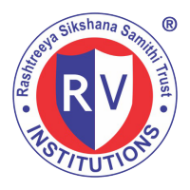 Rashtreeya Sikshana Samithi Trust
®
RV
INSTITUTIONS